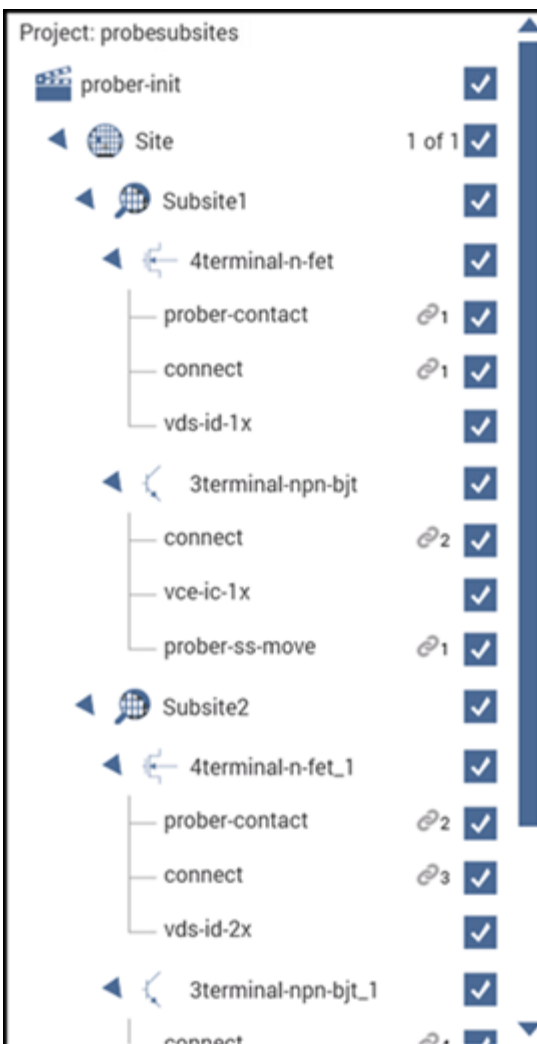 Project: probesubsites
prober-init
Site 1 of 1
Subsite1
4terminal-n-fet
prober-contact 1
connect 1
vds-id-1x
3terminal-npn-bjt
connect 2
vce-ic-1x
prober-ss-move 1
Subsite2
4terminal-n-fet_1
prober-contact 2
connect 3
vds-id-2x
3terminal-npn-bjt_1
connect 4